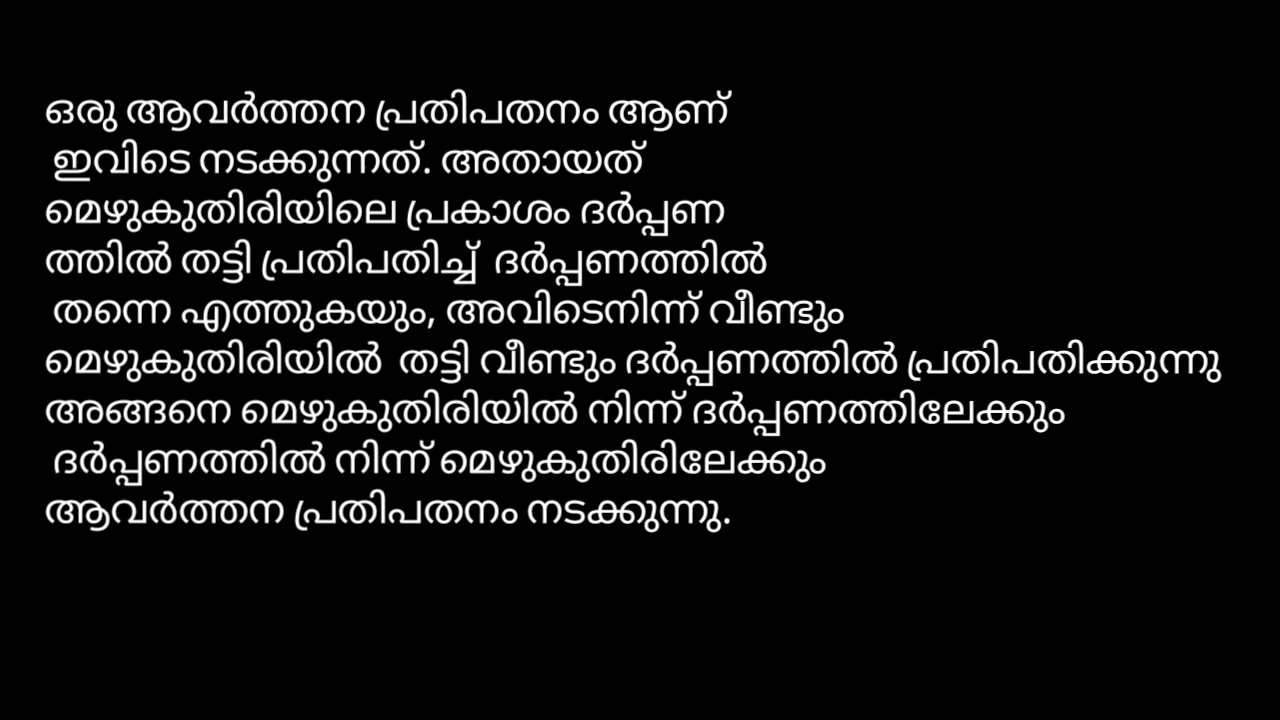 ഒരു ആവർത്തന പ്രതിപതനം ആണ്
ഇവിടെ നടക്കുന്നത്. അതായത്
മെഴുകുതിരിയിലെ പ്രകാശം ദർപ്പണ
ത്തിൽ തട്ടി പ്രതിപതിച്ച് ദർപ്പണത്തിൽ
തന്നെ എത്തുകയും, അവിടെനിന്ന് വീണ്ടും
മെഴുകുതിരിയിൽ തട്ടി വീണ്ടും ദർപ്പണത്തിൽ പ്രതിപതിക്കുന്നു
അങ്ങനെ മെഴുകുതിരിയിൽ നിന്ന് ദർപ്പണത്തിലേക്കും
ദർപ്പണത്തിൽ നിന്ന് മെഴുകുതിരിലേക്കും
ആവർത്തന പ്രതിപതനം നടക്കുന്നു.